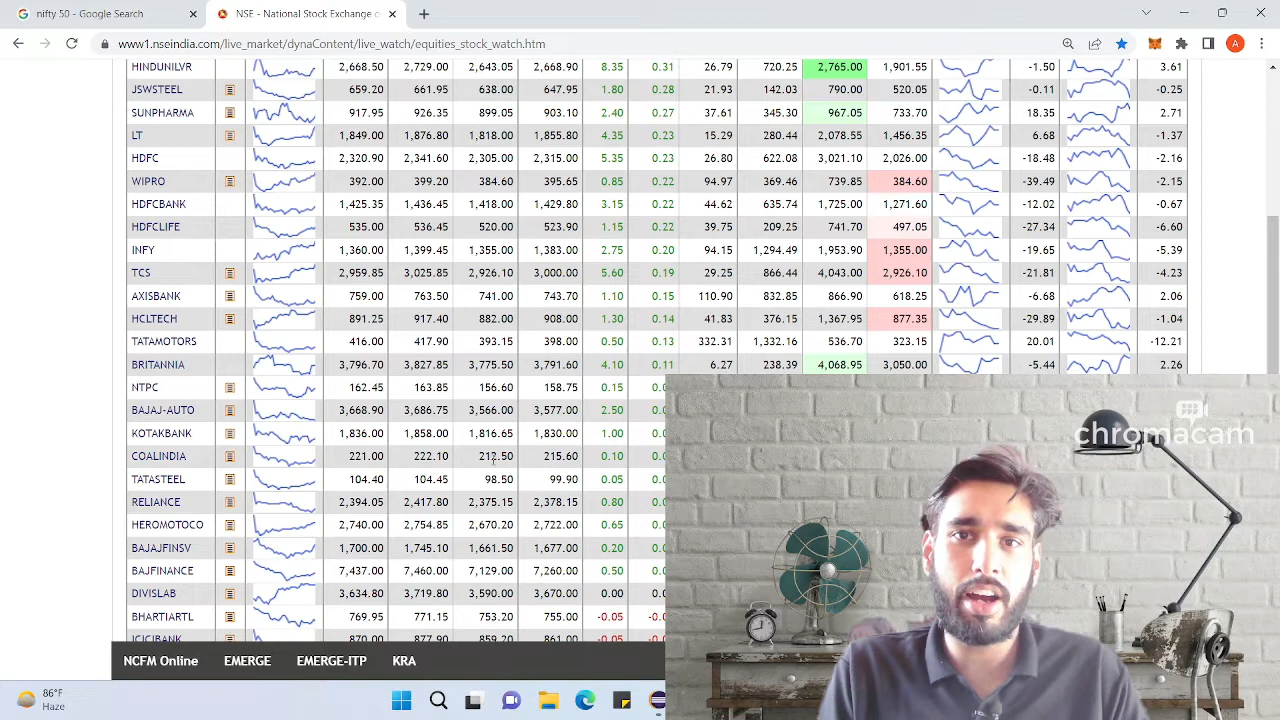 nifty 50 - Google Search
NSE - National Stock Exchange o
www1.nseindia.com/live_market/dynaContent/live_watch/equities_stock_watch.htm
A
HINDUNILVR 2,668.50 2,729.00 2,643.05 2,668.90 8.35 0.31 26.79 720.25 2,765.00 1,901.55 -1.50 3.61
JSWSTEEL 659.20 661.95 638.00 647.95 1.80 0.28 21.93 142.03 790.00 520.05 -0.11 -0.25
SUNPHARMA 917.95 926.35 899.05 903.10 2.40 0.27 37.61 345.30 967.05 733.70 18.35 2.71
LT 1,849.00 1,876.80 1,818.00 1,855.80 4.35 0.23 15.29 280.44 2,078.55 1,456.35 6.68 -1.37
HDFC 2,320.90 2,341.60 2,305.00 2,315.00 5.35 0.23 26.80 622.08 3,021.10 2,026.00 -18.48 -2.16
WIPRO 392.00 399.20 384.60 395.65 0.85 0.22 94.97 369.46 739.85 384.60 -39.49 -2.15
HDFCBANK 1,425.35 1,436.45 1,418.00 1,429.80 3.15 0.22 44.62 635.74 1,725.00 1,271.60 -12.02 -0.67
HDFCLIFE 535.00 536.45 520.00 523.90 1.15 0.22 39.75 209.25 741.70 497.05 -27.34 -6.60
INFY 1,360.00 1,394.45 1,355.00 1,383.00 2.75 0.20 94.15 1,294.49 1,953.90 1,355.00 -19.65 -5.39
TCS 2,959.65 3,025.85 2,926.10 3,000.00 5.60 0.19 29.25 866.44 4,043.00 2,926.10 -21.81 -4.23
AXISBANK 759.00 763.50 741.00 743.70 1.10 0.15 110.90 832.85 866.90 618.25 -6.68 2.06
HCLTECH 891.25 917.40 882.00 908.00 1.30 0.14 41.83 376.15 1,367.95 877.35 -29.89 -1.04
TATAMOTORS 416.00 417.90 393.15 398.00 0.50 0.13 332.31 1,332.16 536.70 323.15 20.01 -12.21
BRITANNIA 3,796.70 3,827.85 3,775.50 3,791.60 4.10 0.11 6.27 238.39 4,068.95 3,050.00 -5.44 2.26
NTPC 162.45 163.85 156.60 158.75 0.15
BAJAJ-AUTO 3,668.90 3,686.75 3,569.00 3,577.00 2.50
KOTAKBANK 1,836.00 1,858.00 1,816.65 1,830.00 1.00
COALINDIA 221.00 221.10 212.50 215.60 0.10
TATASTEEL 104.40 104.45 98.50 99.90 0.05
RELIANCE 2,394.05 2,417.80 2,375.15 2,378.15 0.80
HEROMOTOCO 2,740.00 2,754.85 2,670.20 2,722.00 0.65
BAJAJFINSV 1,700.00 1,745.10 1,661.50 1,677.00 0.20
BAJFINANCE 7,437.00 7,460.00 7,129.00 7,260.00 0.50
DIVISLAB 3,634.80 3,719.80 3,590.00 3,670.00 0.00
BHARTIARTL 769.95 771.15 753.20 755.00 -0.05
ICICIBANK 870.00 877.90 859.20 861.00 -0.05
chromacam
NCFM Online EMERGE EMERGE-ITP KRA
86°F
Haze